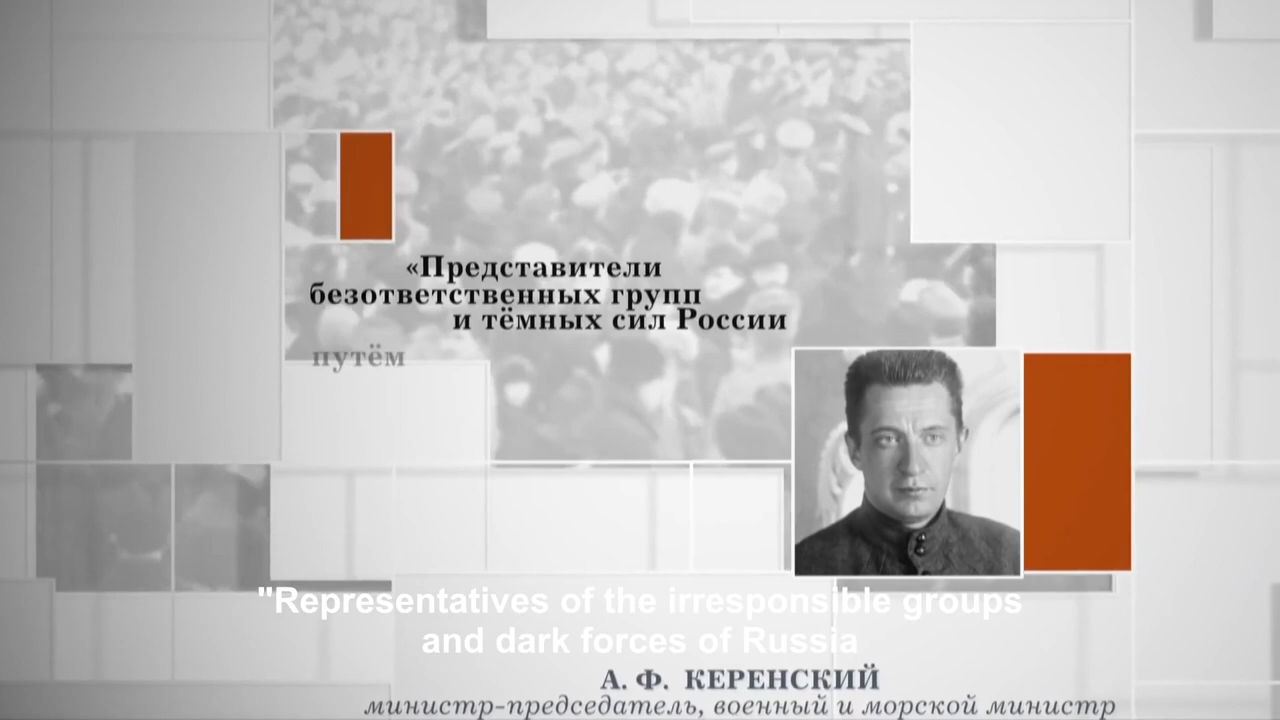 «Представители
безответственных групп
и тёмных сил России
путём
"Representatives of the irresponsible groups
and dark forces of Russia
А. Ф. КЕРЕНСКИЙ
министр-председатель, военный и морской министр